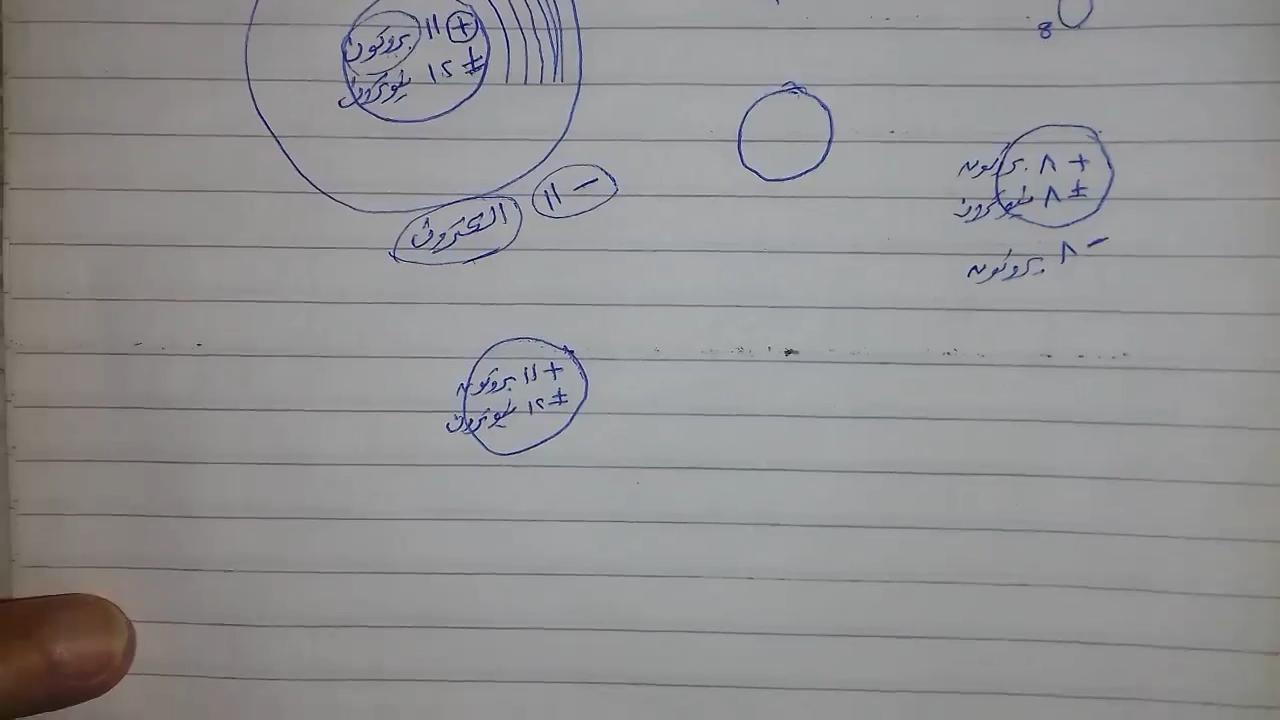 + ١١ بروتون
± ١٢ نيوترون
- ١١
الكترون
8
+ ٨ بروتون
± ٨ نيوترون
- ٨ بروتون
+ ١١ بروتون
± ١٢ نيوترون